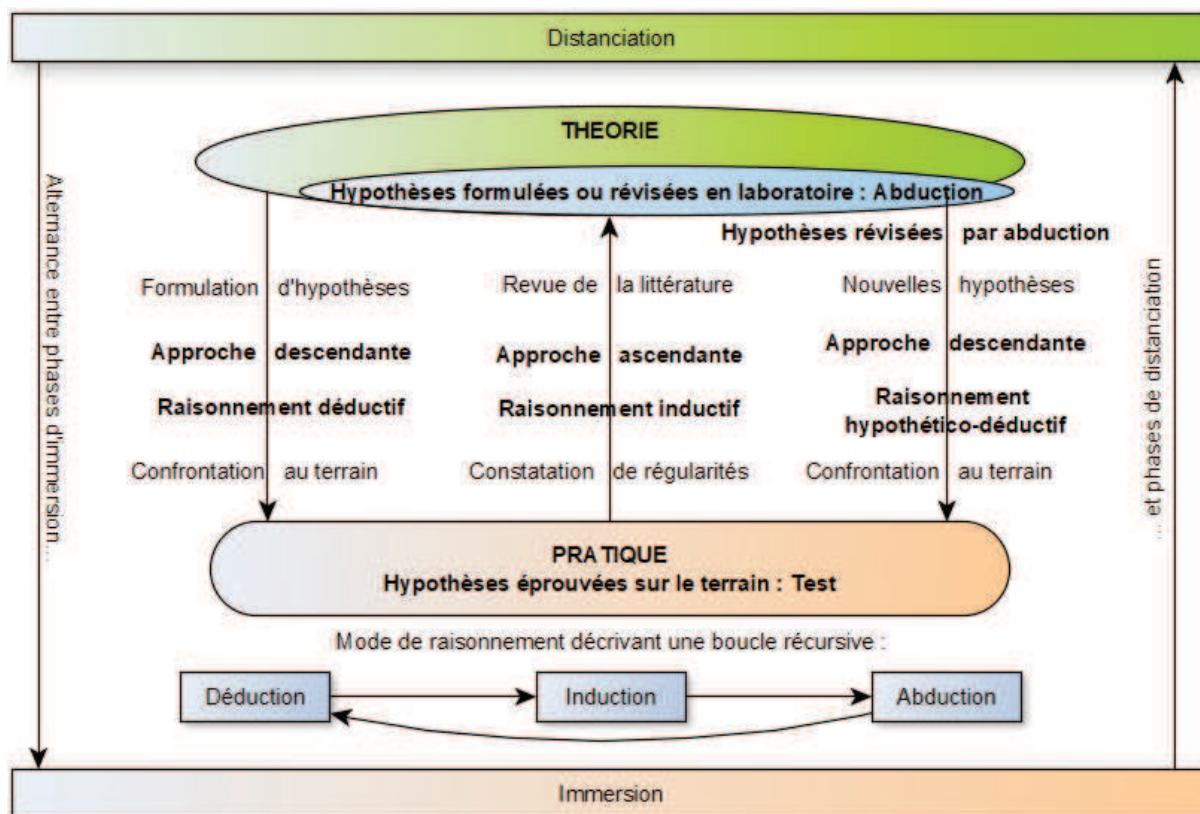 Distanciation
THEORIE
Hypothèses formulées ou révisées en laboratoire : Abduction
Hypothèses révisées par abduction
Formulation d'hypothèses
Revue de la littérature
Nouvelles hypothèses
Approche descendante
Approche ascendante
Approche descendante
Raisonnement déductif
Raisonnement inductif
Raisonnement
hypothético-déductif
Confrontation au terrain
Constatation de régularités
Confrontation au terrain
Alternance entre phases d'immersion...
... et phases de distanciation
PRATIQUE
Hypothèses éprouvées sur le terrain : Test
Mode de raisonnement décrivant une boucle récursive :
Déduction
Induction
Abduction
Immersion